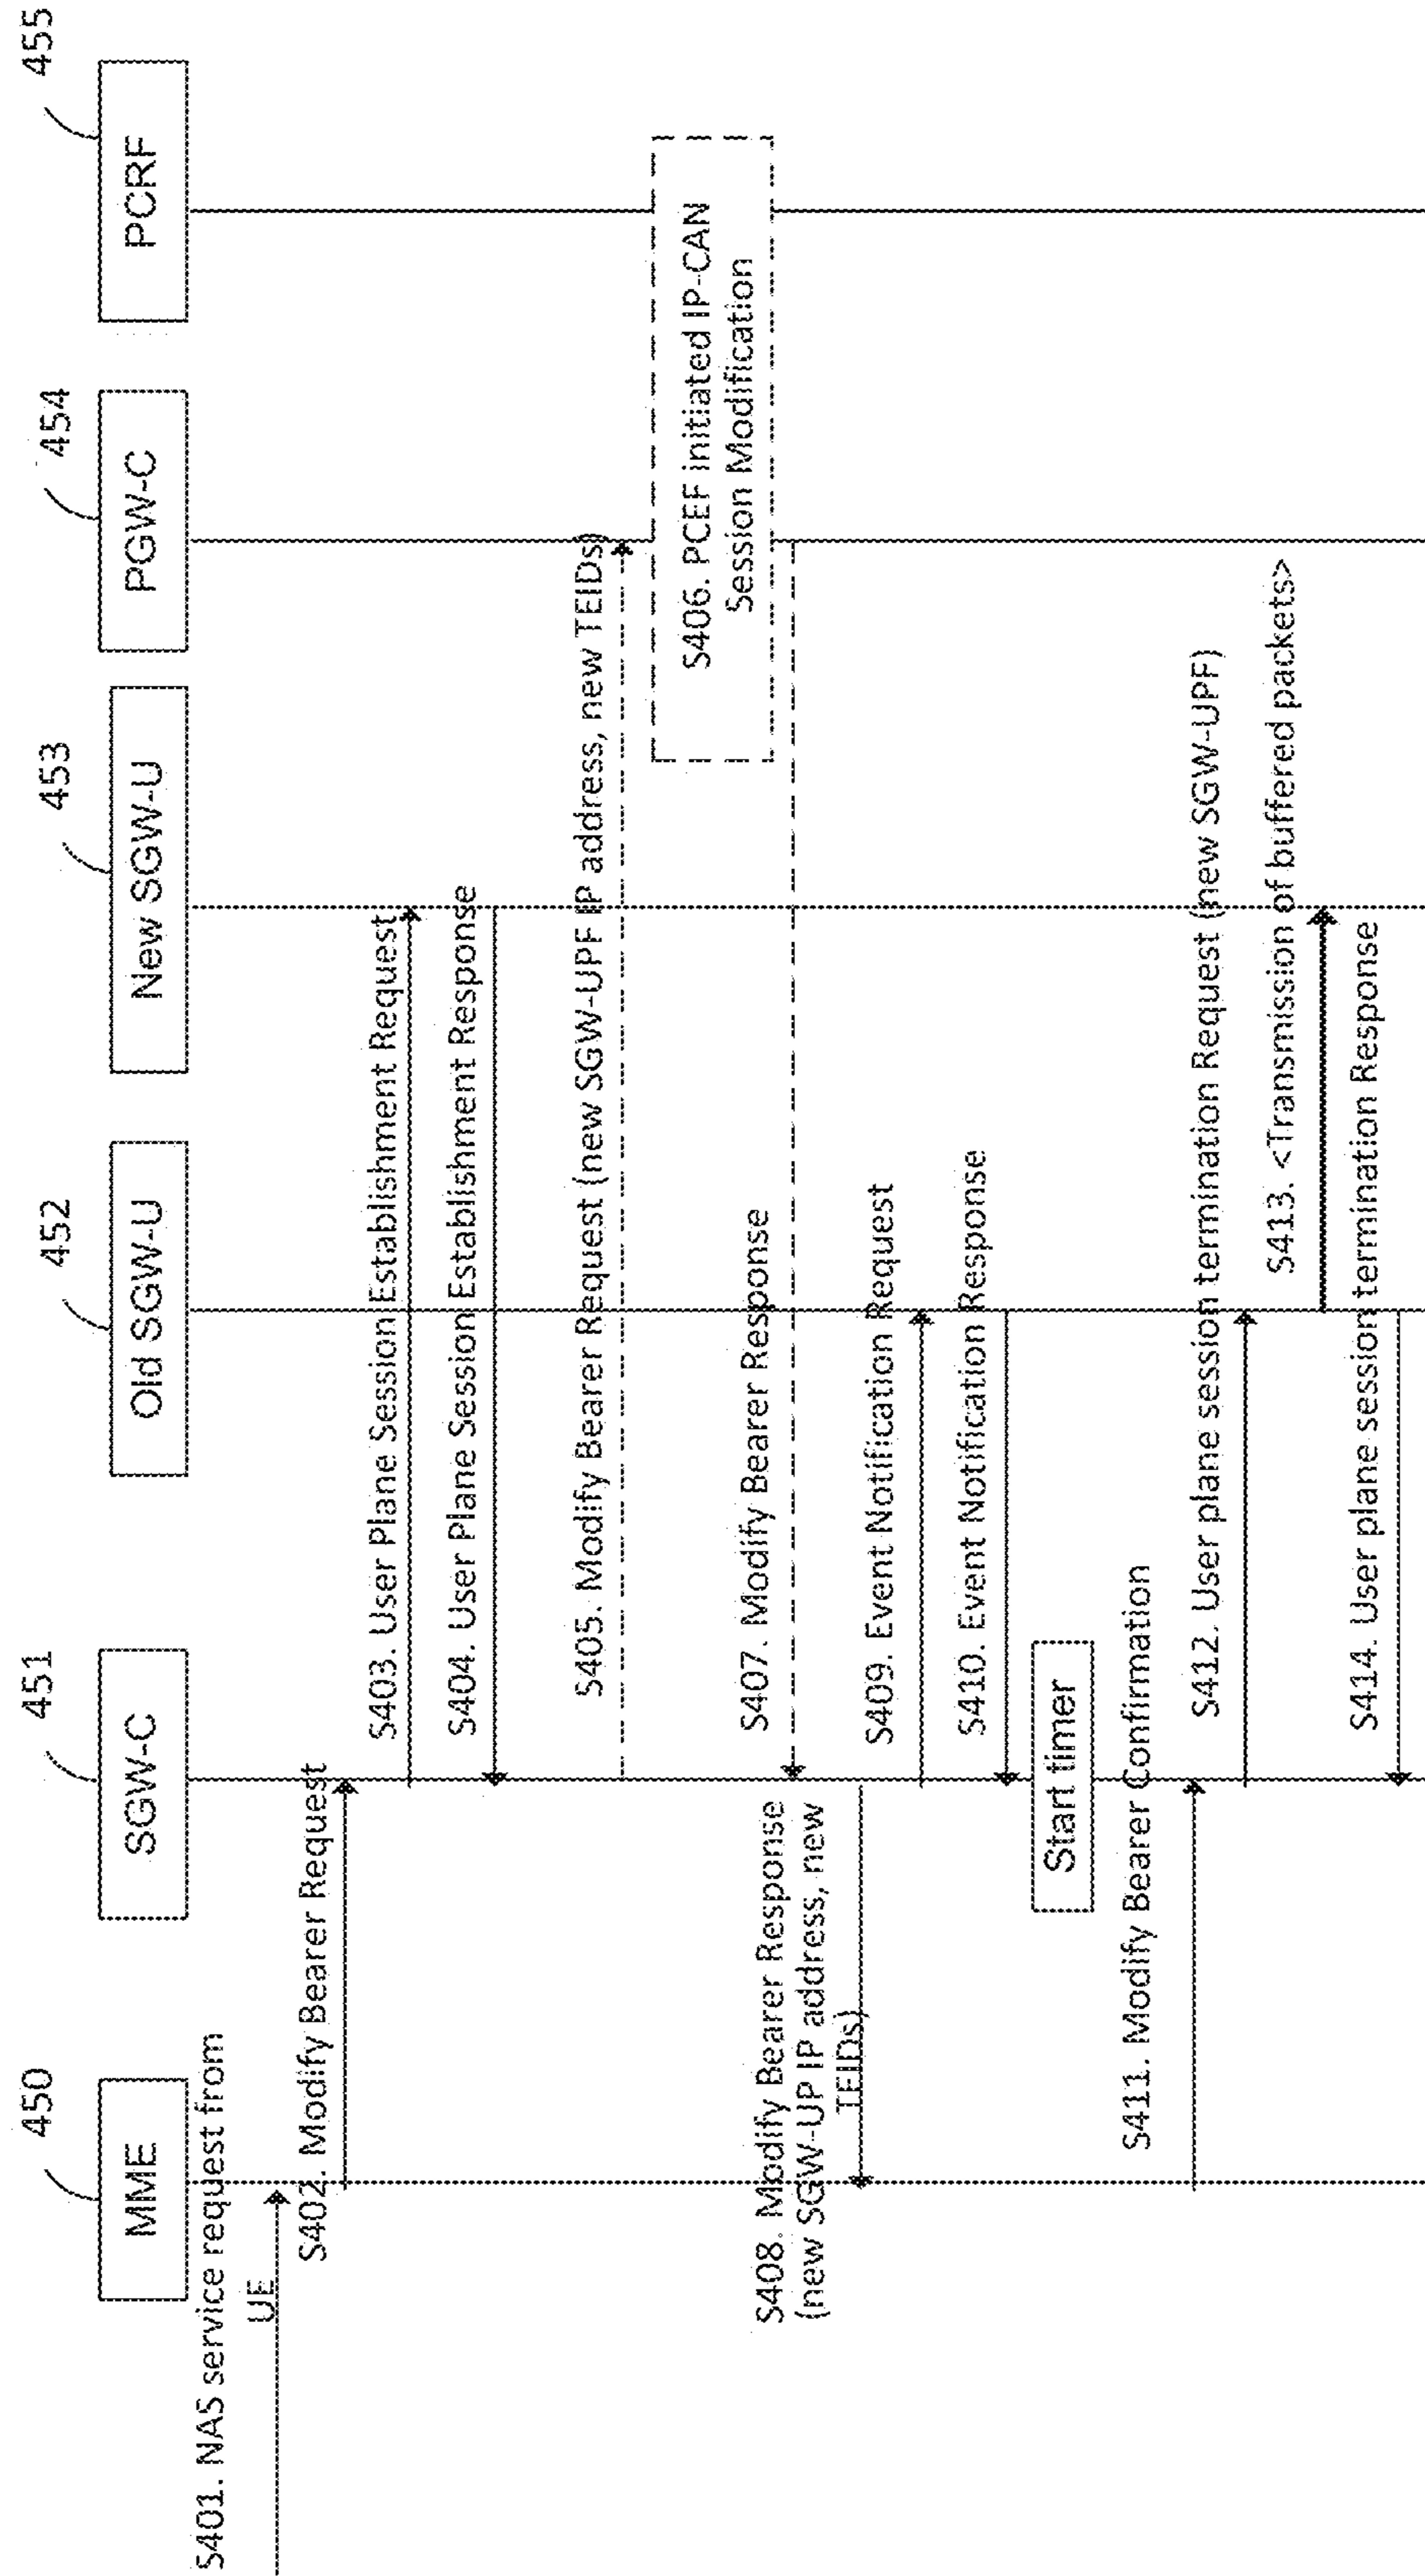 450
451
452
453
454
455
MME
SGW-C
Old SGW-U
New SGW-U
PGW-C
PCRF
S401. NAS service request from
UE
S402. Modify Bearer Request
S403. User Plane Session Establishment Request
S404. User Plane Session Establishment Response
S405. Modify Bearer Request (new SGW-UPF IP address, new TEIDs)
S406. PCEF initiated IP-CAN
Session Modification
S407. Modify Bearer Response
S408. Modify Bearer Response
(new SGW-UP IP address, new
TEIDs)
S409. Event Notification Request
S410. Event Notification Response
Start timer
S411. Modify Bearer Confirmation
S412. User plane session termination Request (new SGW-UPF)
S413. <Transmission of buffered packets>
S414. User plane session termination Response